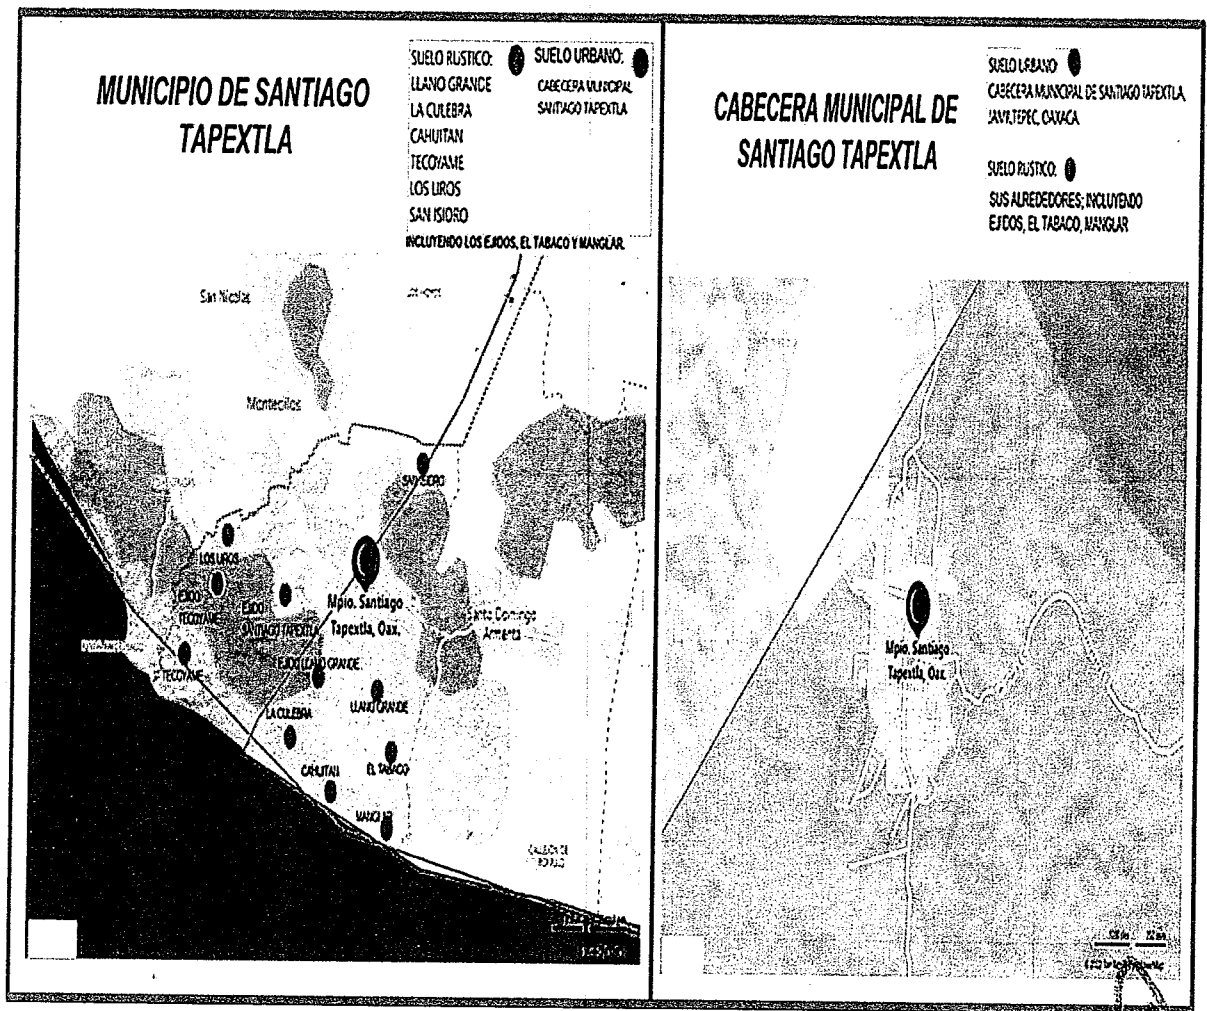 MUNICIPIO DE SANTIAGO
TAPEXTLA
SUELO RUSTICO:
LLANO GRANDE
LA CULEBRA
CAHUITAN
TECOYAME
LOS LIROS
SAN ISIDRO
INCLUYENDO LOS EJIDOS, EL TABACO Y MANGLAR.
SUELO URBANO:
CABECERA MUNICIPAL
SANTIAGO TAPEXTLA
San Nicolas
Montecillos
SAN ISIDRO
LOS LIROS
EJIDO
TECOYAME
EJIDO
SANTIAGO TAPEXTLA
Mpio. Santiago
Tapextla, Oax.
Santo Domingo
Armenta
TECOYAME
EJIDO LLANO GRANDE
LLANO GRANDE
LA CULEBRA
CAHUITAN
EL TABACO
MANGLAR
CABECERA MUNICIPAL DE
SANTIAGO TAPEXTLA
SUELO URBANO
CABECERA MUNICIPAL DE SANTIAGO TAPEXTLA,
JAMILTEPEC, OAXACA.
SUELO RUSTICO:
SUS ALREDEDORES; INCLUYENDO
EJIDOS, EL TABACO, MANGLAR
Mpio. Santiago
Tapextla, Oax.